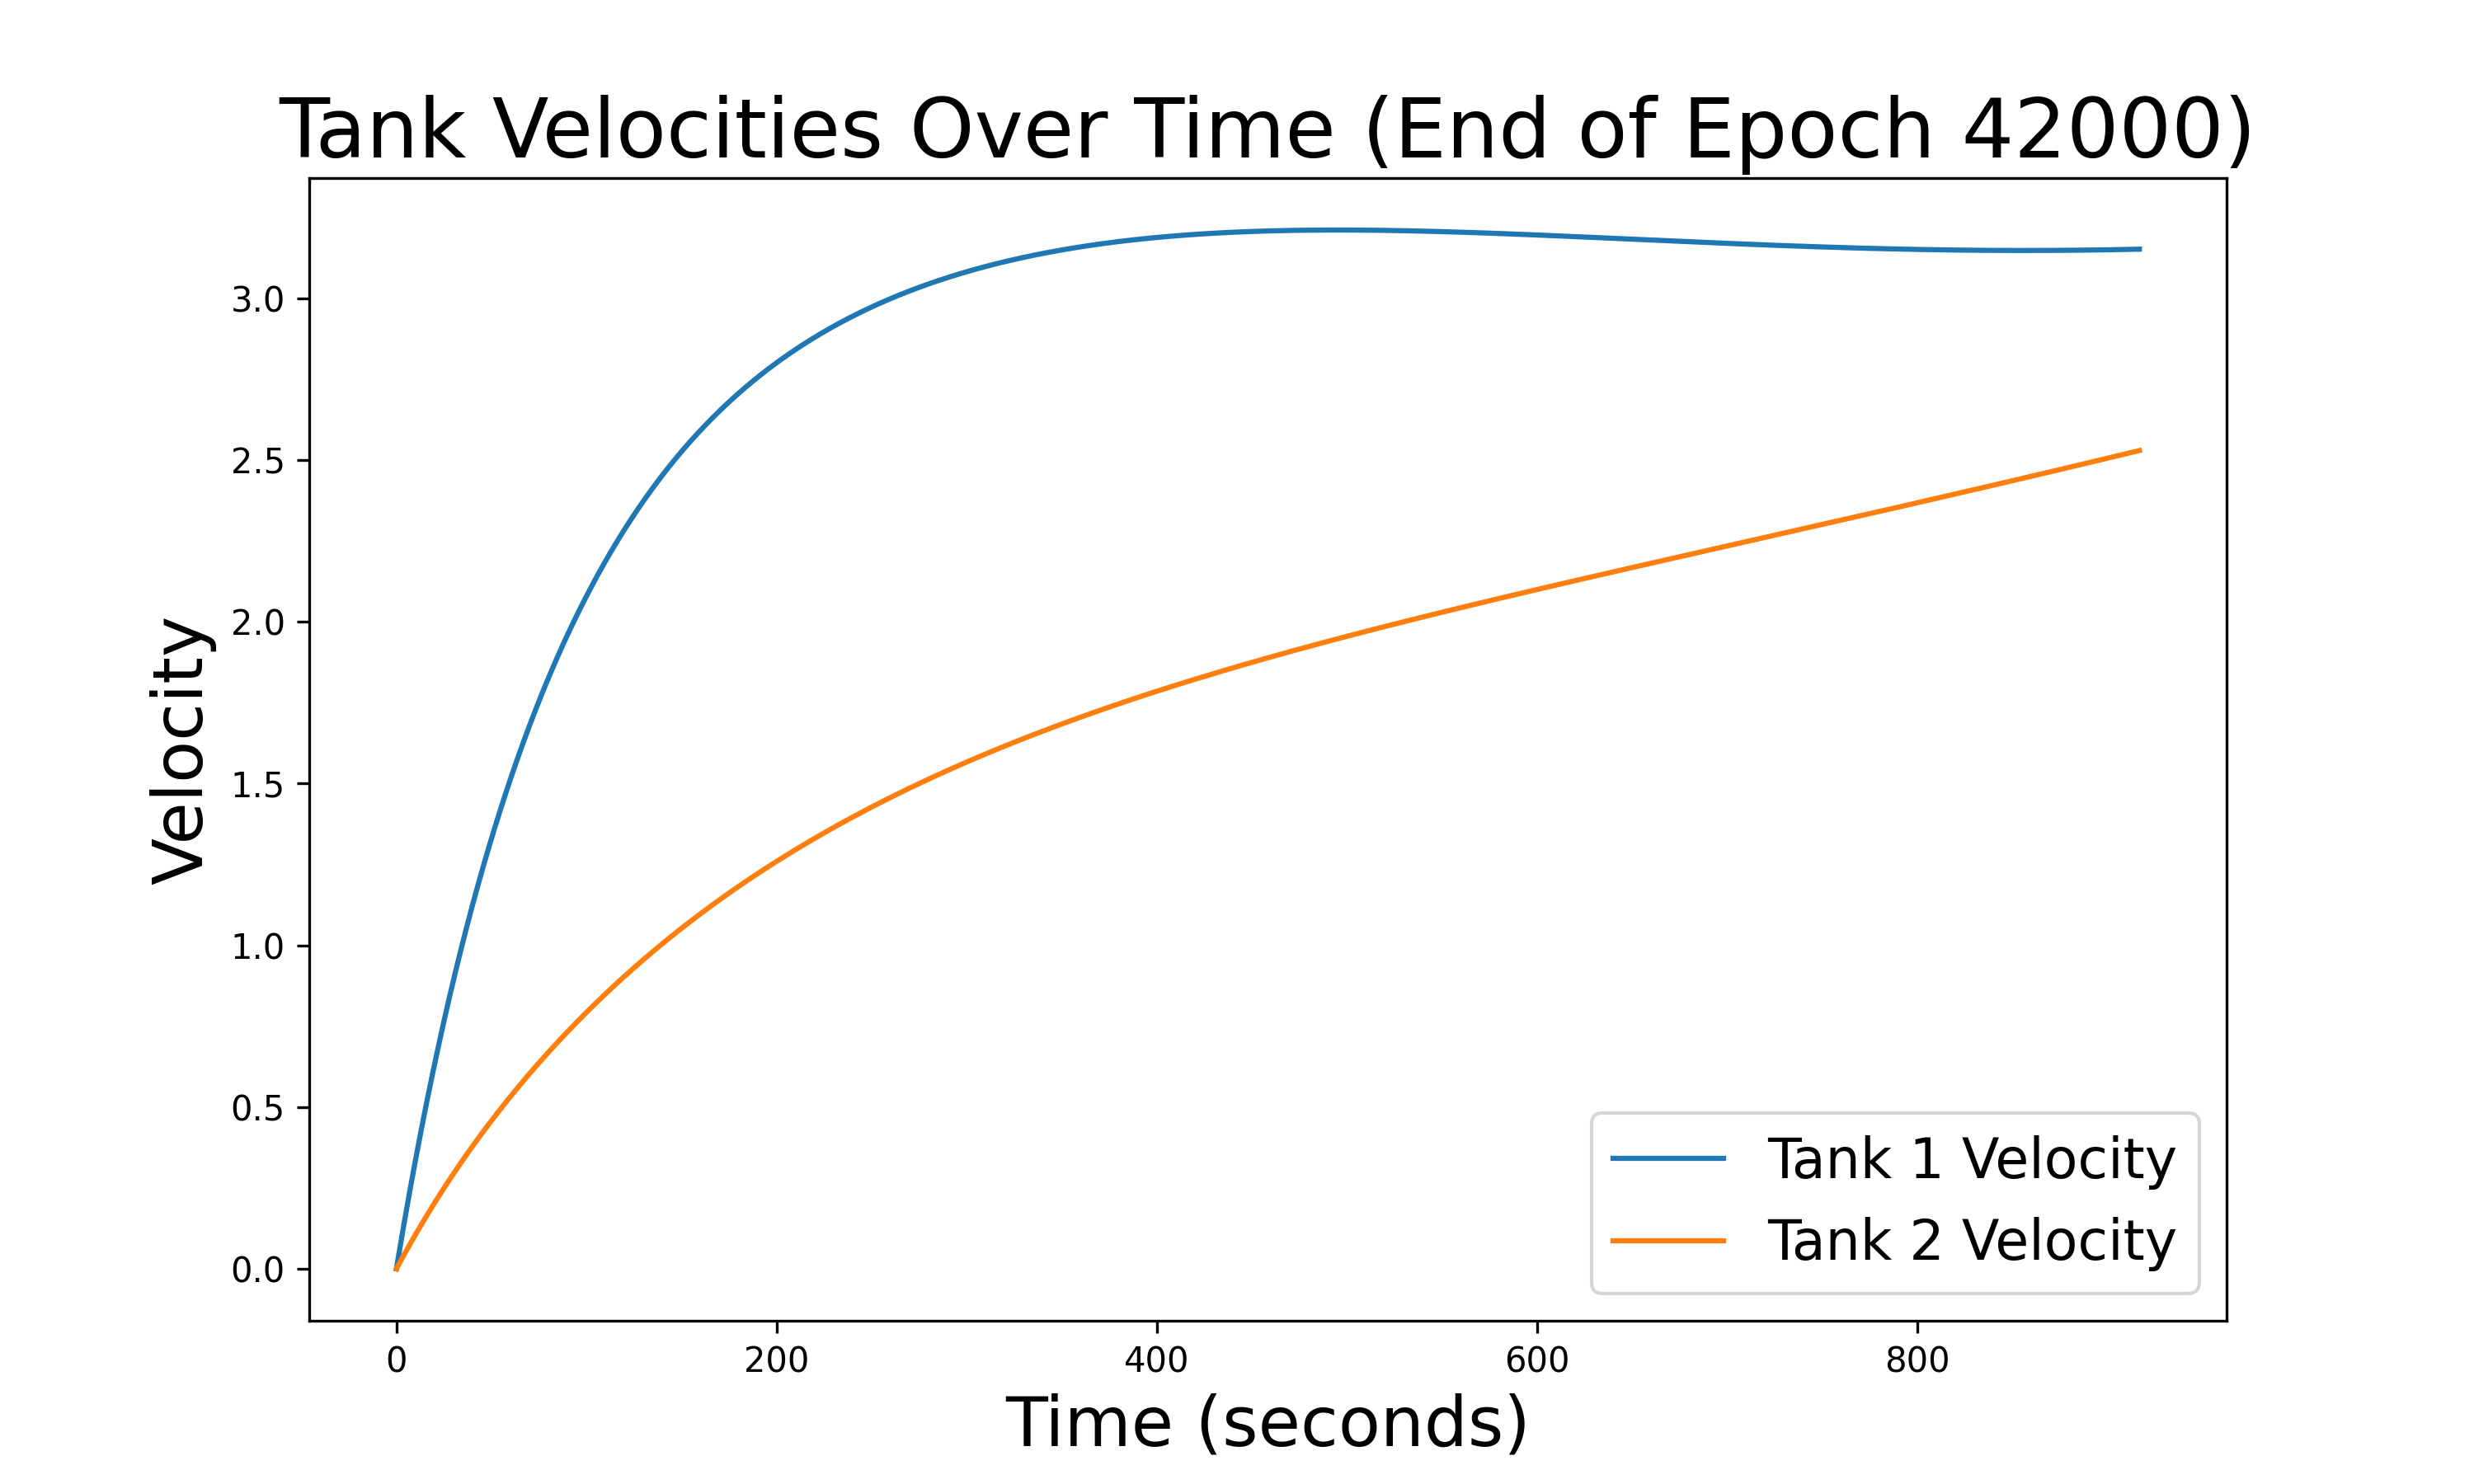 Tank Velocities Over Time (End of Epoch 42000)
Velocity
3.0
2.5
2.0
1.5
1.0
0.5
0.0
Tank 1 Velocity
Tank 2 Velocity
0 200 400 600 800
Time (seconds)